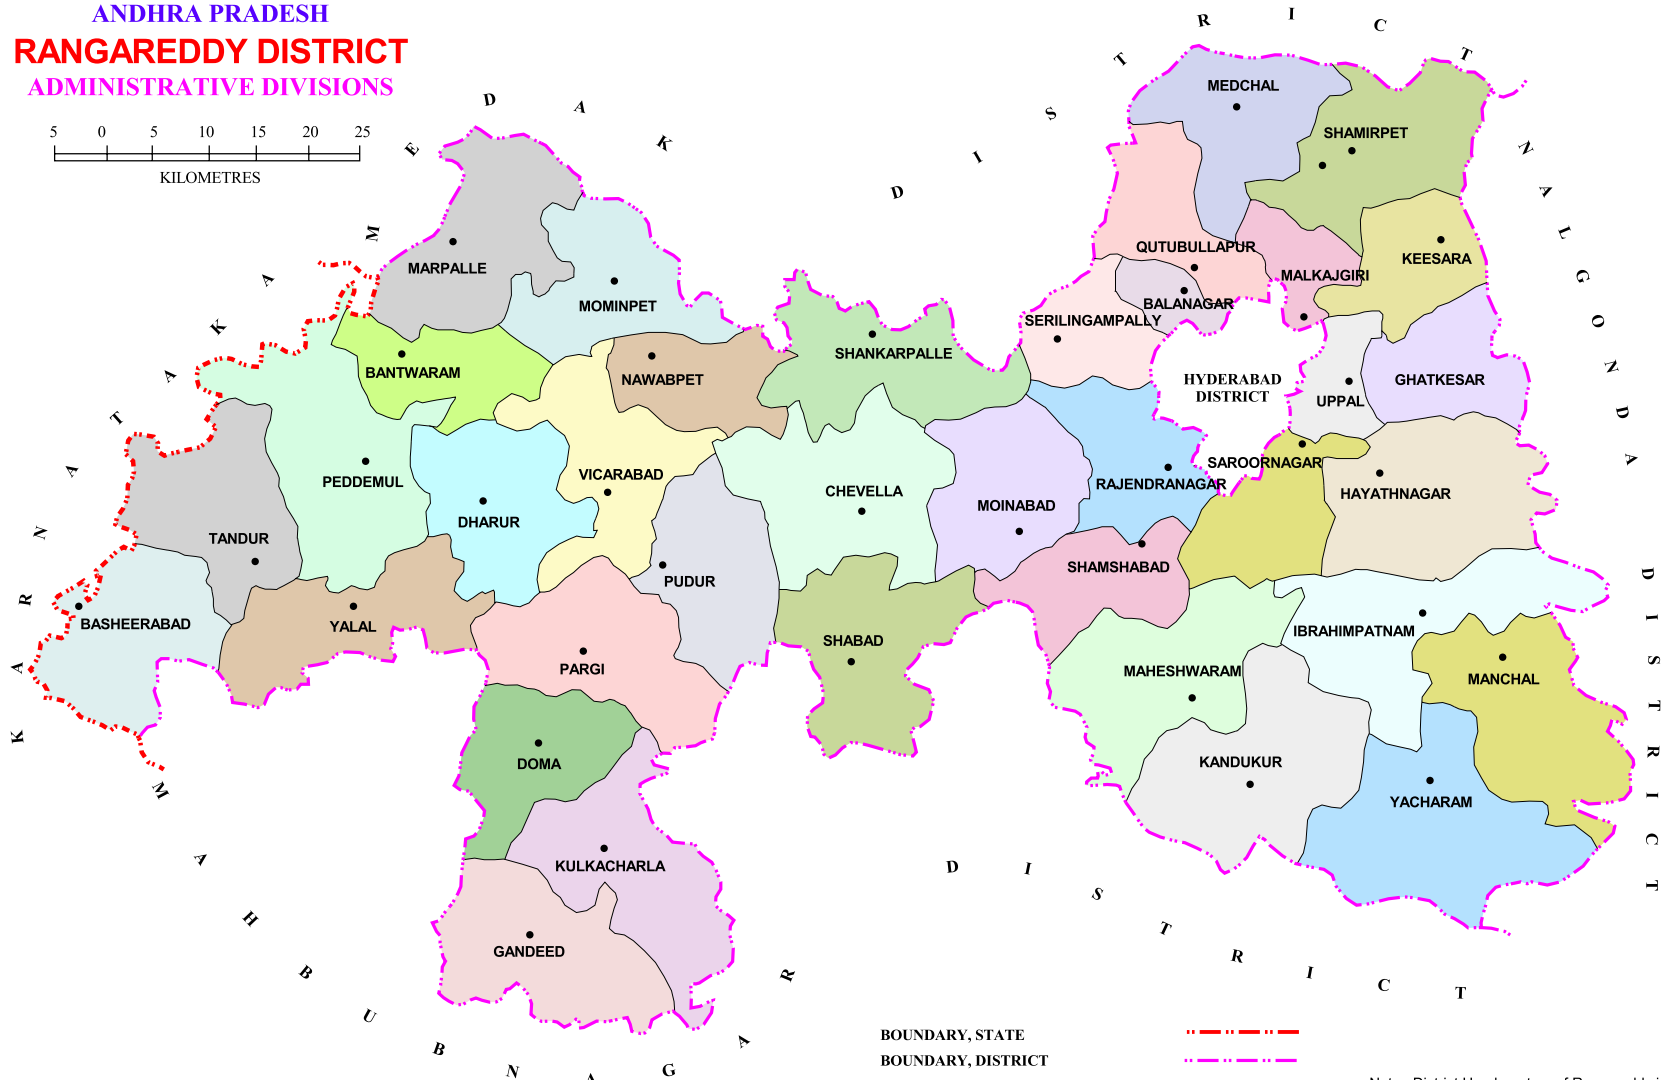 ANDHRA PRADESH
RANGAREDDY DISTRICT
ADMINISTRATIVE DIVISIONS
5 0 5 10 15 20 25
KILOMETRES
MEDAK DISTRICT
NALGONDA DISTRICT
KARNATAKA
MAHBUBNAGAR DISTRICT
MEDCHAL
SHAMIRPET
QUTUBULLAPUR
MALKAJGIRI
KEESARA
BALANAGAR
SERILINGAMPALLY
MARPALLE
MOMINPET
BANTWARAM
NAWABPET
SHANKARPALLE
HYDERABAD
DISTRICT
UPPAL
GHATKESAR
PEDDEMUL
VICARABAD
CHEVELLA
MOINABAD
RAJENDRANAGAR
SAROORNAGAR
HAYATHNAGAR
DHARUR
TANDUR
PUDUR
SHAMSHABAD
BASHEERABAD
YALAL
PARGI
SHABAD
MAHESHWARAM
IBRAHIMPATNAM
MANCHAL
DOMA
KANDUKUR
YACHARAM
KULKACHARLA
GANDEED
BOUNDARY, STATE
BOUNDARY, DISTRICT